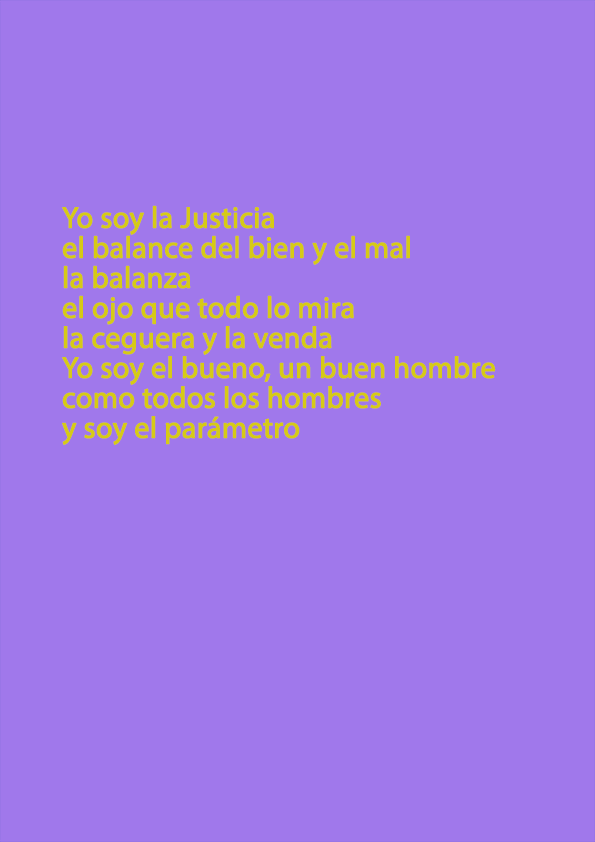 Yo soy la Justicia
el balance del bien y el mal
la balanza
el ojo que todo lo mira
la ceguera y la venda
Yo soy el bueno, un buen hombre
como todos los hombres
y soy el parámetro